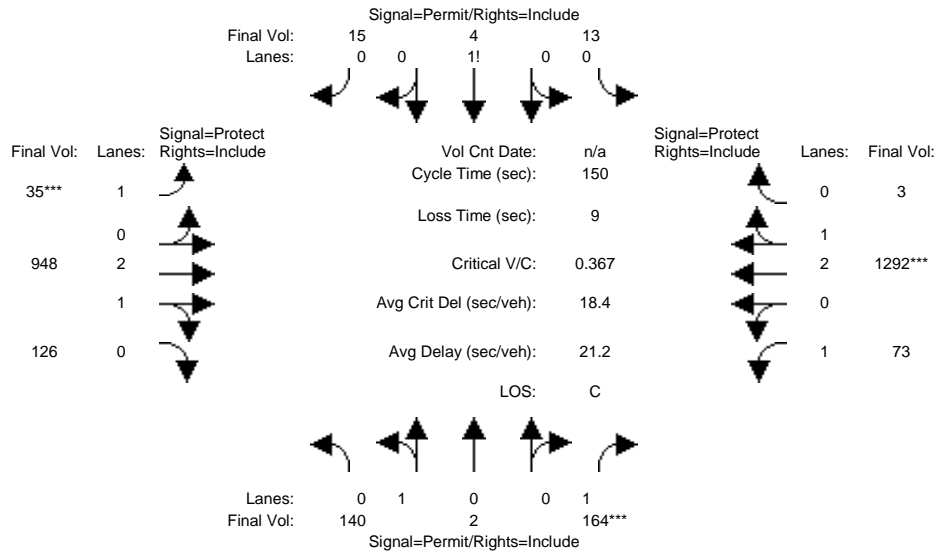 Signal=Permit/Rights=Include
Final Vol: 15 4 13
Lanes: 0 0 1! 0 0
Signal=Protect
Final Vol: Lanes: Rights=Include
Vol Cnt Date: n/a
Signal=Protect
Rights=Include Lanes: Final Vol:
Cycle Time (sec): 150
35*** 1
0 3
Loss Time (sec): 9
0
1
948 2
Critical V/C: 0.367
2 1292***
1
Avg Crit Del (sec/veh): 18.4
0
126 0
Avg Delay (sec/veh): 21.2
1 73
LOS: C
Lanes: 0 1 0 0 1
Final Vol: 140 2 164***
Signal=Permit/Rights=Include